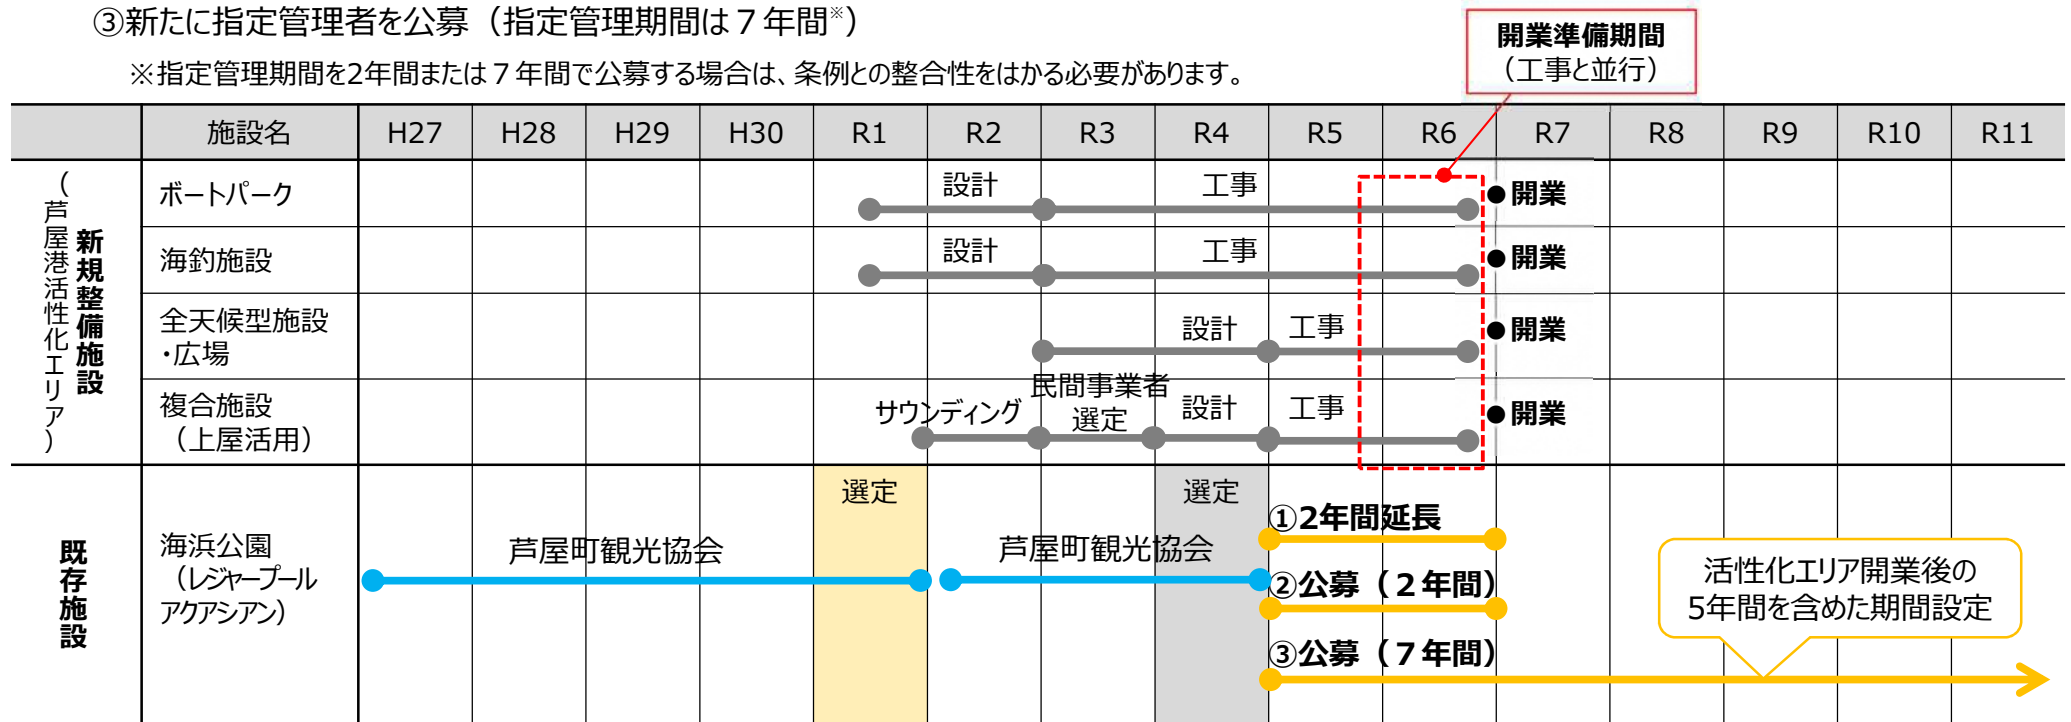 ③新たに指定管理者を公募（指定管理期間は７年間※）
※指定管理期間を2年間または７年間で公募する場合は、条例との整合性をはかる必要があります。
開業準備期間
（工事と並行）
施設名 H27 H28 H29 H30 R1 R2 R3 R4 R5 R6 R7 R8 R9 R10 R11
新規整備施設
（芦屋港活性化エリア）
ボートパーク
設計
工事
●開業
海釣施設
設計
工事
●開業
全天候型施設
・広場
設計
工事
●開業
複合施設
（上屋活用）
サウンディング
民間事業者
選定
設計
工事
●開業
既存施設
海浜公園
（レジャープール
アクアシアン）
選定
選定
芦屋町観光協会
芦屋町観光協会
①2年間延長
②公募（２年間）
③公募（７年間）
活性化エリア開業後の
5年間を含めた期間設定